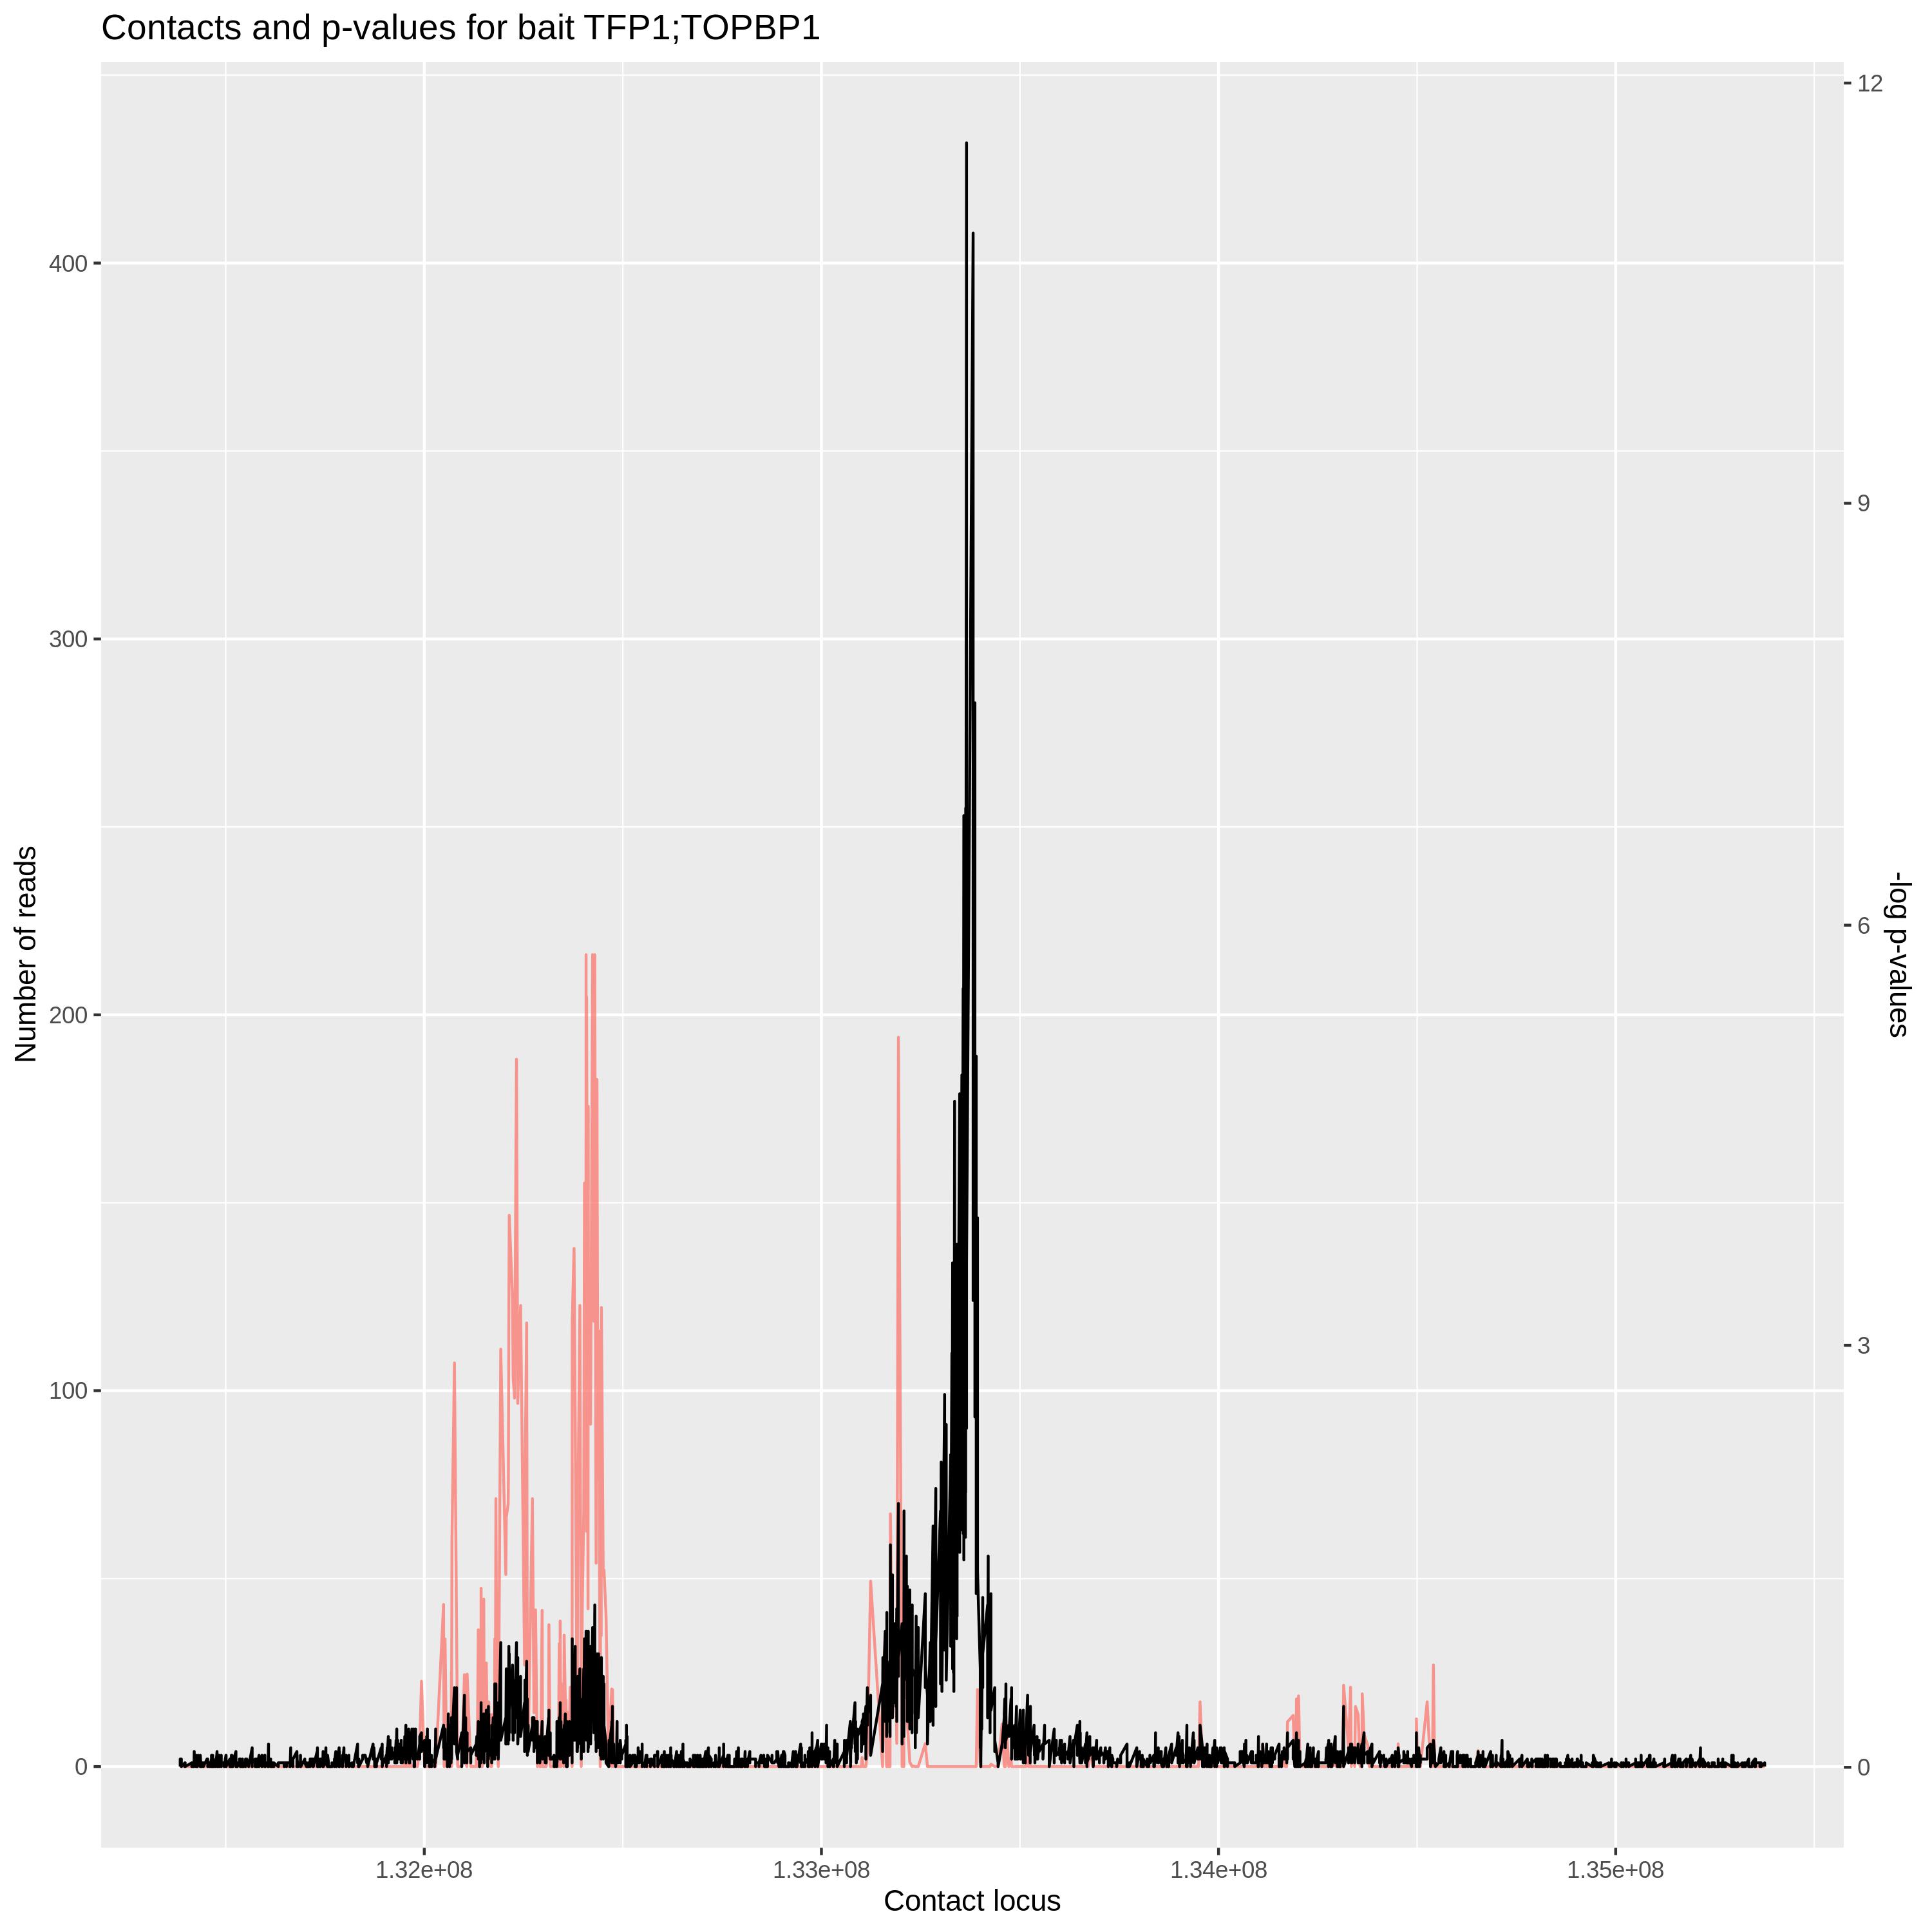 Contacts and p-values for bait TFP1;TOPBP1
12
400
9
300
Number of reads
-log p-values
6
200
3
100
0
0
1.32e+08
1.33e+08
1.34e+08
1.35e+08
Contact locus